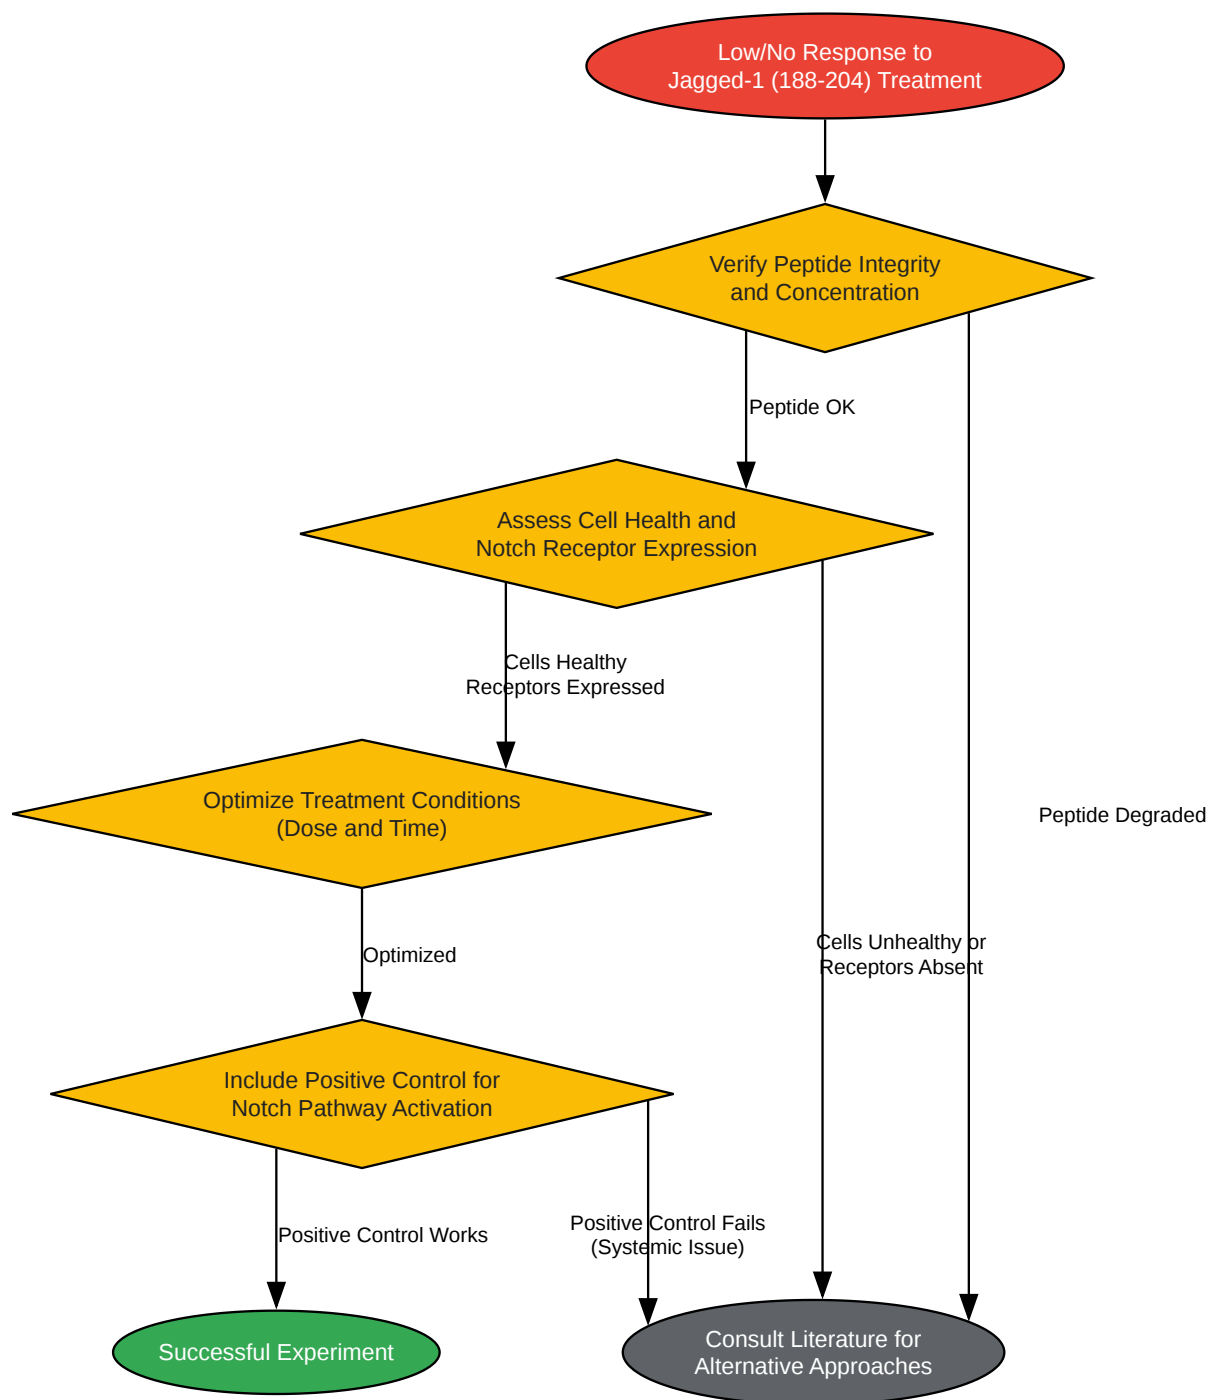 Low/No Response to
Jagged-1 (188-204) Treatment
Verify Peptide Integrity
and Concentration
Peptide OK
Assess Cell Health and
Notch Receptor Expression
Cells Healthy
Receptors Expressed
Optimize Treatment Conditions
(Dose and Time)
Peptide Degraded
Optimized
Cells Unhealthy or
Receptors Absent
Include Positive Control for
Notch Pathway Activation
Positive Control Works
Positive Control Fails
(Systemic Issue)
Successful Experiment
Consult Literature for
Alternative Approaches